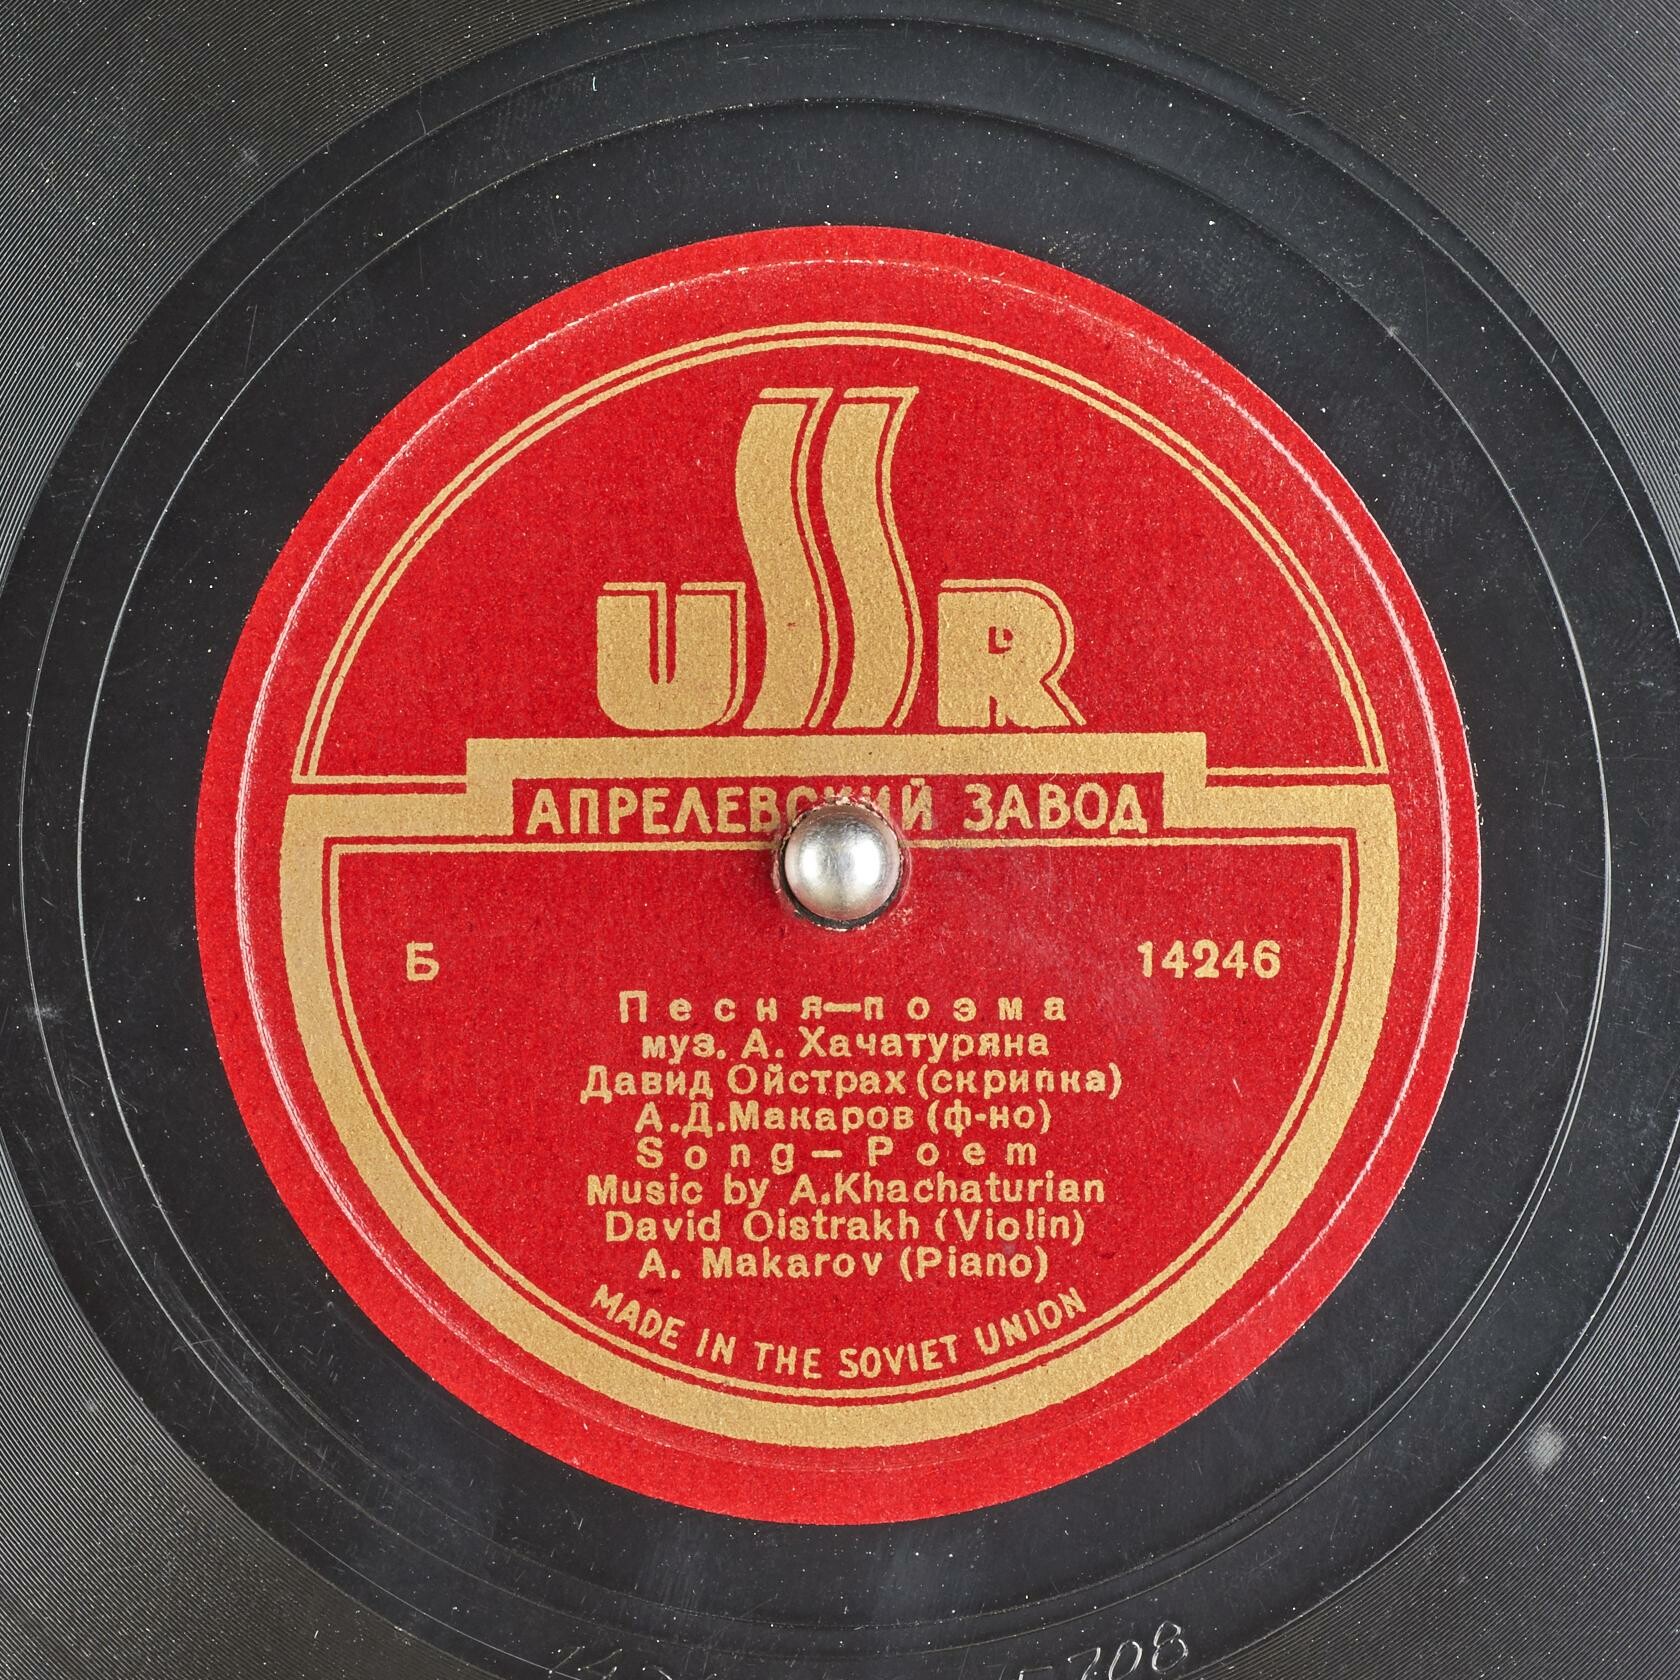 USSR
АПРЕЛЕВСКИЙ ЗАВОД
Б 14246
Песня—поэма
муз. А. Хачатуряна
Давид Ойстрах (скрипка)
А.Д.Макаров (ф-но)
Song — Poem
Music by A.Khachaturian
David Oistrakh (Violin)
A. Makarov (Piano)
MADE IN THE SOVIET UNION